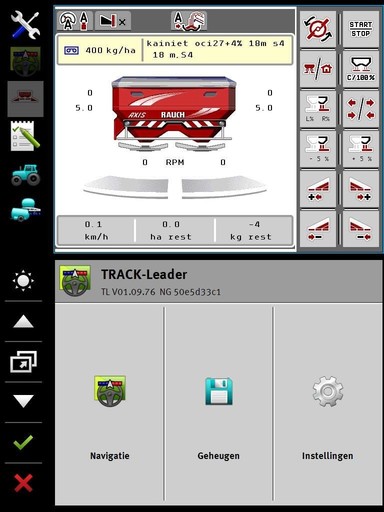 A A x A
400 kg/ha
kainiet oci27+4% 18m s4
18 m.S4
START
STOP
C/100%
L% R%
- 5 %
- 5 %
0 0
5.0 5.0
AXIS RAUCH
0 RPM 0
0.1 0.0 -4
km/h ha rest kg rest
TRACK-Leader
TL V01.09.76 NG 50e5d33c1
Navigatie
Geheugen
Instellingen